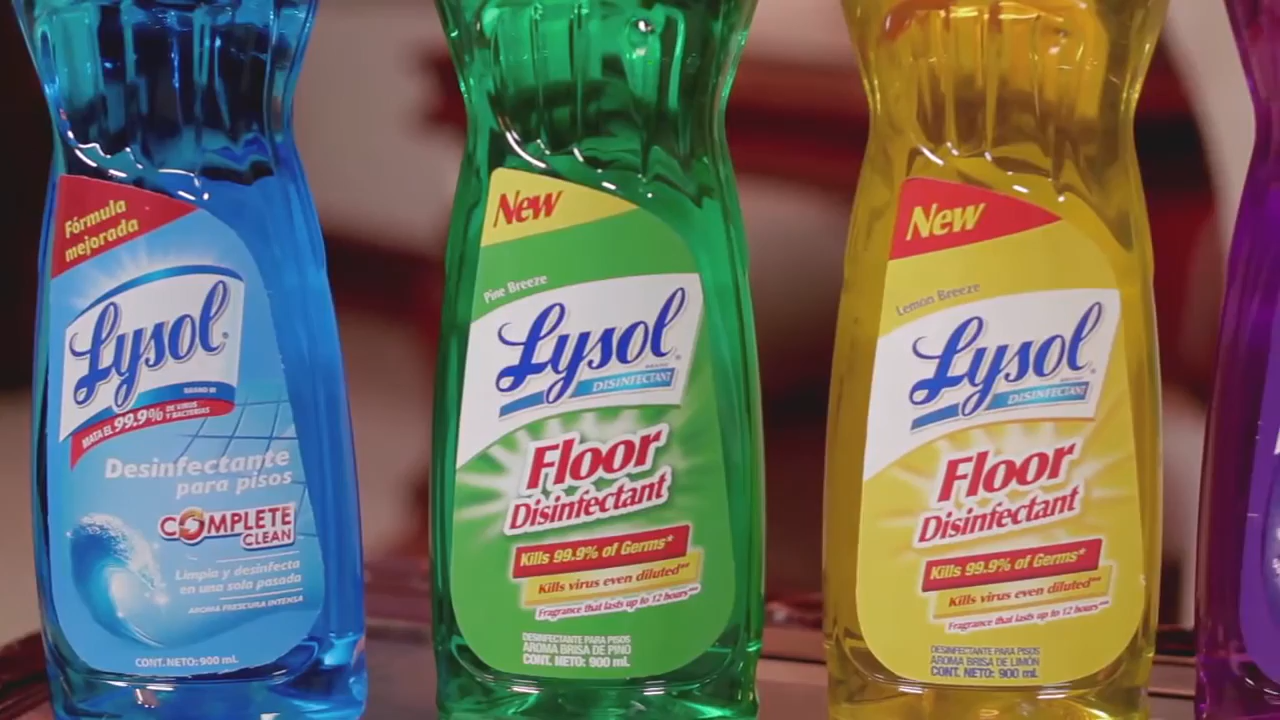 Fórmula
mejorada
Lysol
MATA EL 99.9% DE VIRUS
Y BACTERIAS
Desinfectante
para pisos
COMPLETE
CLEAN
Limpia y desinfecta
en una sola pasada
AROMA FRESCURA INTENSA
CONT. NETO: 900 mL
New
Pine Breeze
Lysol
DISINFECTANT
Floor
Disinfectant
Kills 99.9% of Germs*
Kills virus even diluted**
Fragrance that lasts up to 12 hours***
DESINFECTANTE PARA PISOS
AROMA BRISA DE PINO
CONT. NETO: 900 mL
New
Lemon Breeze
Lysol
DISINFECTANT
Floor
Disinfectant
Kills 99.9% of Germs*
Kills virus even diluted**
Fragrance that lasts up to 12 hours***
DESINFECTANTE PARA PISOS
AROMA BRISA DE LIMÓN
CONT. NETO: 900 mL